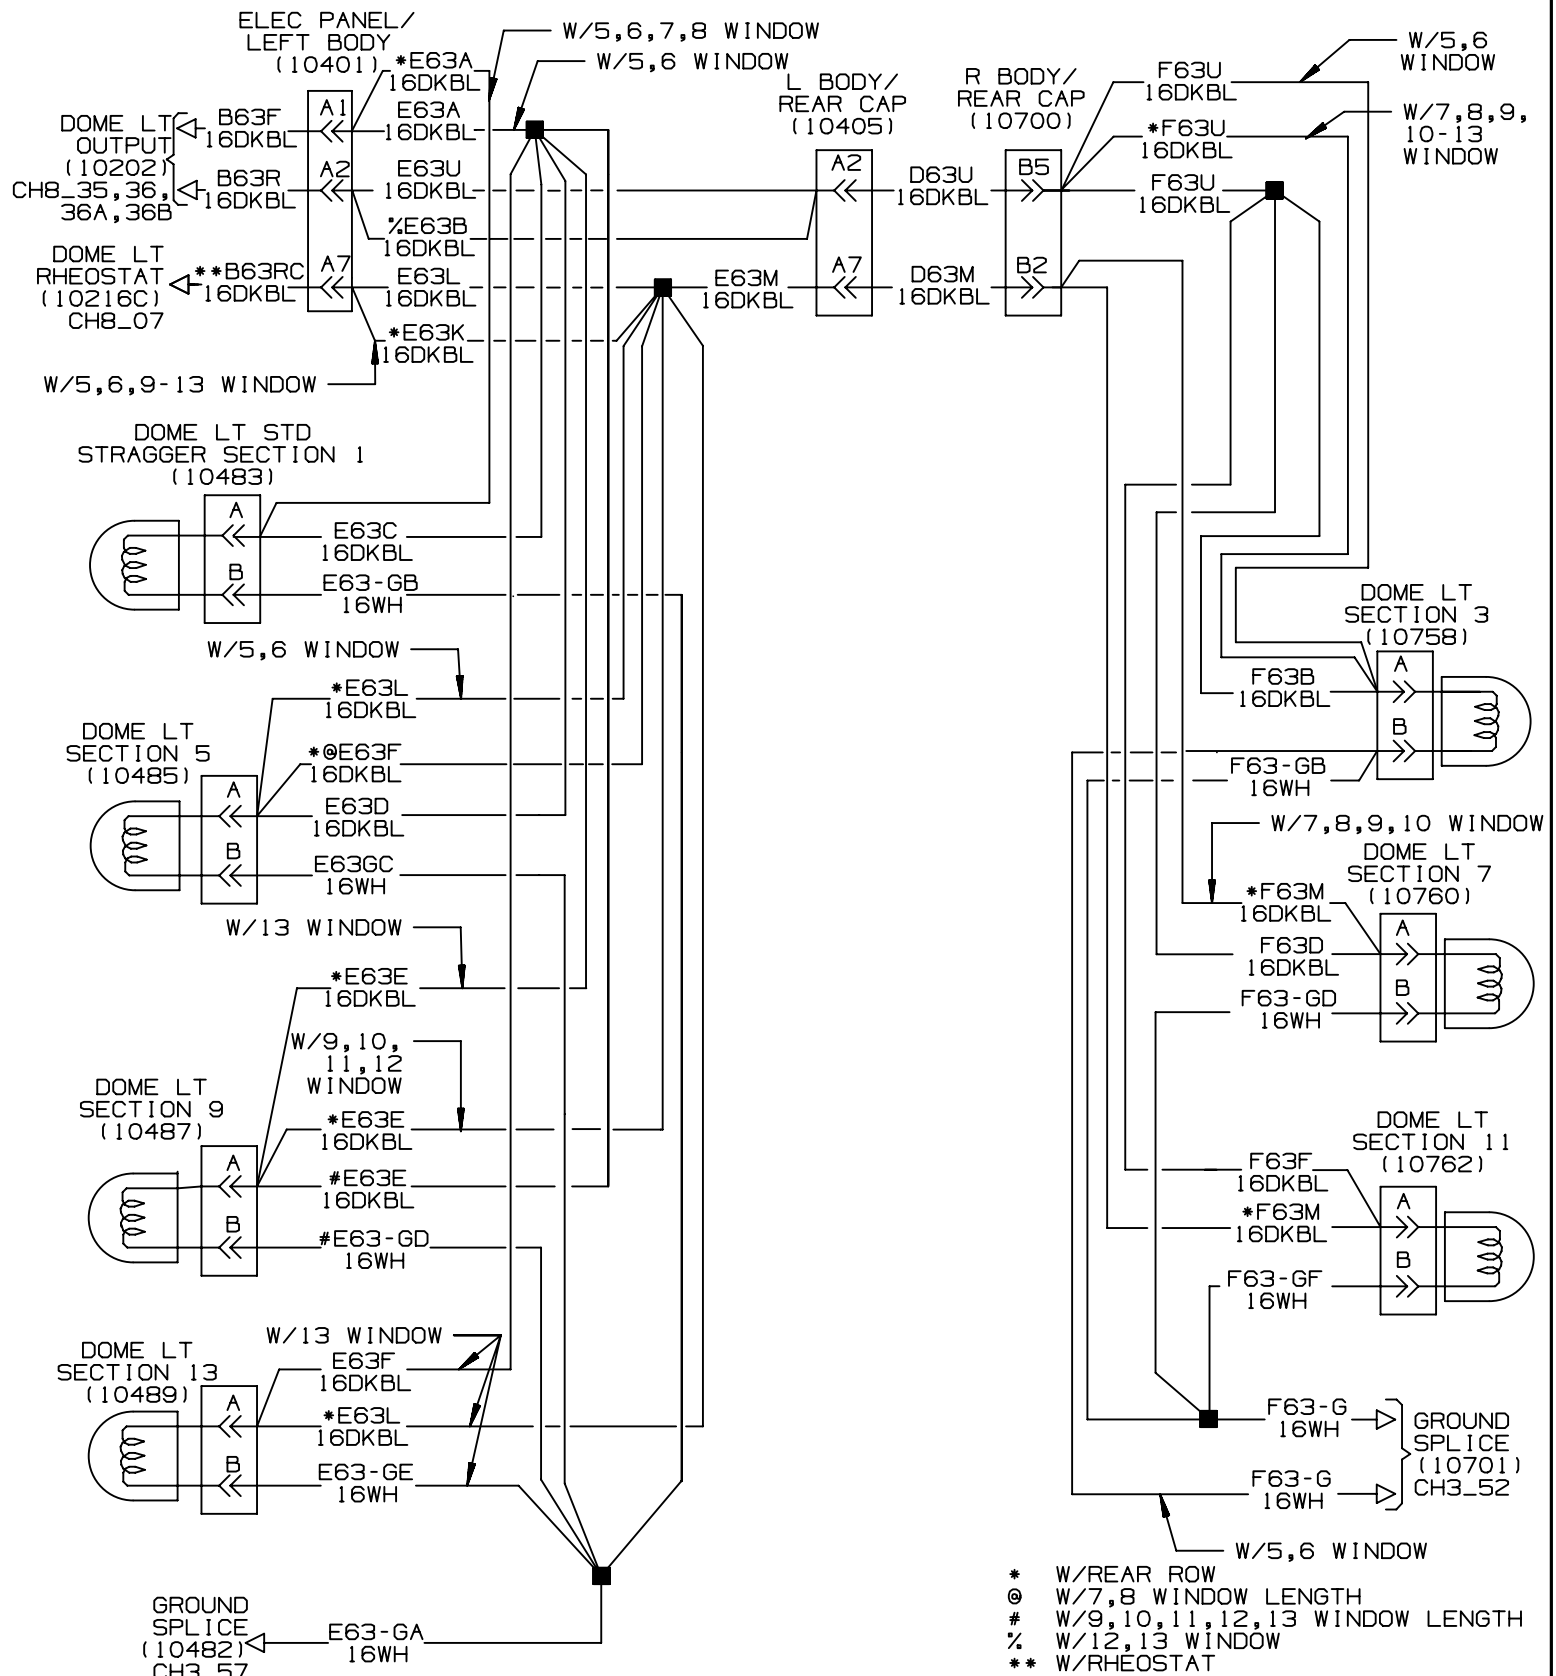 ELEC PANEL/
LEFT BODY
(10401)
*E63A
16DKBL
W/5,6,7,8 WINDOW
W/5,6 WINDOW
L BODY/
REAR CAP
(10405)
R BODY/
REAR CAP
(10700)
F63U
16DKBL
W/5,6
WINDOW
DOME LT
OUTPUT
(10202)
CH8_35,36,
36A,36B
B63F
16DKBL
A1
E63A
16DKBL
*F63U
16DKBL
W/7,8,9,
10-13
WINDOW
B63R
16DKBL
A2
E63U
16DKBL
A2
D63U
16DKBL
B5
F63U
16DKBL
%E63B
16DKBL
DOME LT
RHEOSTAT
(10216C)
CH8_07
**B63RC
16DKBL
A7
E63L
16DKBL
E63M
16DKBL
A7
D63M
16DKBL
B2
*E63K
16DKBL
W/5,6,9-13 WINDOW
DOME LT STD
STRAGGER SECTION 1
(10483)
A
E63C
16DKBL
B
E63-GB
16WH
W/5,6 WINDOW
*E63L
16DKBL
DOME LT
SECTION 5
(10485)
*@E63F
16DKBL
A
E63D
16DKBL
B
E63GC
16WH
W/13 WINDOW
*E63E
16DKBL
W/9,10,
11,12
WINDOW
DOME LT
SECTION 9
(10487)
*E63E
16DKBL
A
#E63E
16DKBL
B
#E63-GD
16WH
W/13 WINDOW
DOME LT
SECTION 13
(10489)
E63F
16DKBL
A
*E63L
16DKBL
B
E63-GE
16WH
GROUND
SPLICE
(10482)
CH3_57
E63-GA
16WH
DOME LT
SECTION 3
(10758)
F63B
16DKBL
A
B
F63-GB
16WH
W/7,8,9,10 WINDOW
DOME LT
SECTION 7
(10760)
*F63M
16DKBL
A
F63D
16DKBL
B
F63-GD
16WH
DOME LT
SECTION 11
(10762)
F63F
16DKBL
A
*F63M
16DKBL
B
F63-GF
16WH
F63-G
16WH
GROUND
SPLICE
(10701)
CH3_52
F63-G
16WH
W/5,6 WINDOW
* W/REAR ROW
@ W/7,8 WINDOW LENGTH
# W/9,10,11,12,13 WINDOW LENGTH
% W/12,13 WINDOW
** W/RHEOSTAT